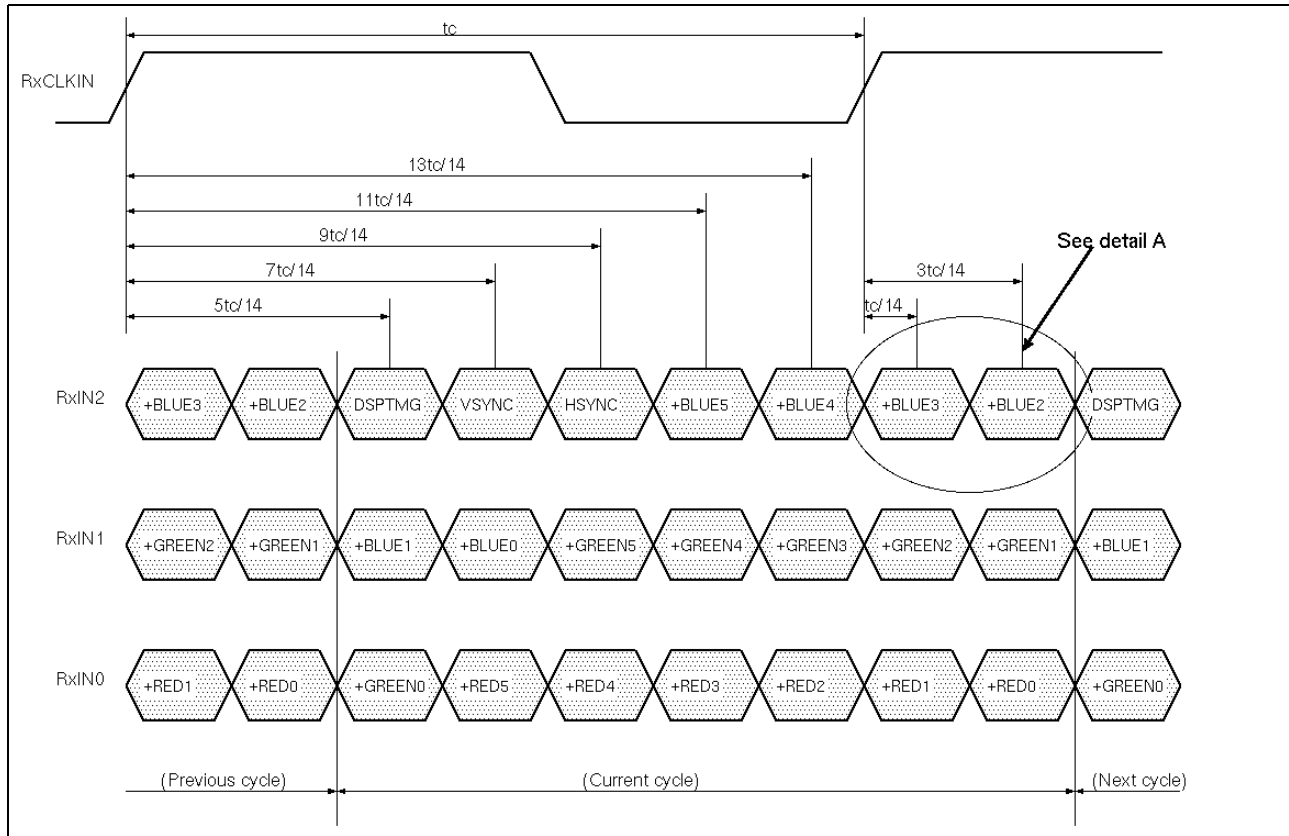 tc
RxCLKIN
13tc/14
11tc/14
9tc/14
See detail A
7tc/14
3tc/14
5tc/14
tc/14
RxIN2 +BLUE3 +BLUE2 DSPTMG VSYNC HSYNC +BLUE5 +BLUE4 +BLUE3 +BLUE2 DSPTMG
RxIN1 +GREEN2 +GREEN1 +BLUE1 +BLUE0 +GREEN5 +GREEN4 +GREEN3 +GREEN2 +GREEN1 +BLUE1
RxIN0 +RED1 +RED0 +GREEN0 +RED5 +RED4 +RED3 +RED2 +RED1 +RED0 +GREEN0
(Previous cycle) (Current cycle) (Next cycle)